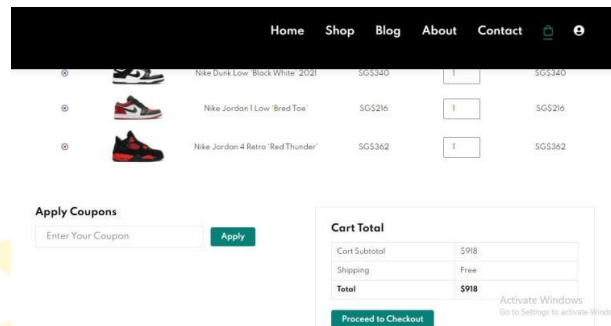 Home Shop Blog About Contact
Nike Dunk Low 'Black White' 2021 SG$340 1 SG$340
Nike Jordan 1 Low 'Bred Toe' SG$216 1 SG$216
Nike Jordan 4 Retro 'Red Thunder' SG$362 1 SG$362
Apply Coupons
Enter Your Coupon Apply
Cart Total
Cart Subtotal $918
Shipping Free
Total $918
Proceed to Checkout
Activate Windows
Go to Settings to activate Wind